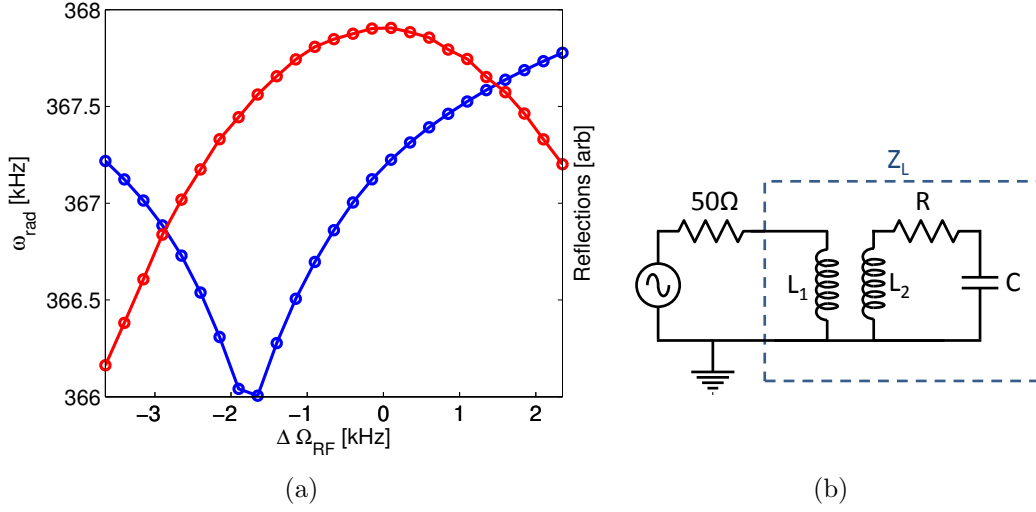 368
367.5
367
366.5
366
ω_rad [kHz]
−3
−2
−1
0
1
2
Δ Ω_RF [kHz]
Reflections [arb]
(a)
Z_L
50Ω
R
L_1
L_2
C
(b)